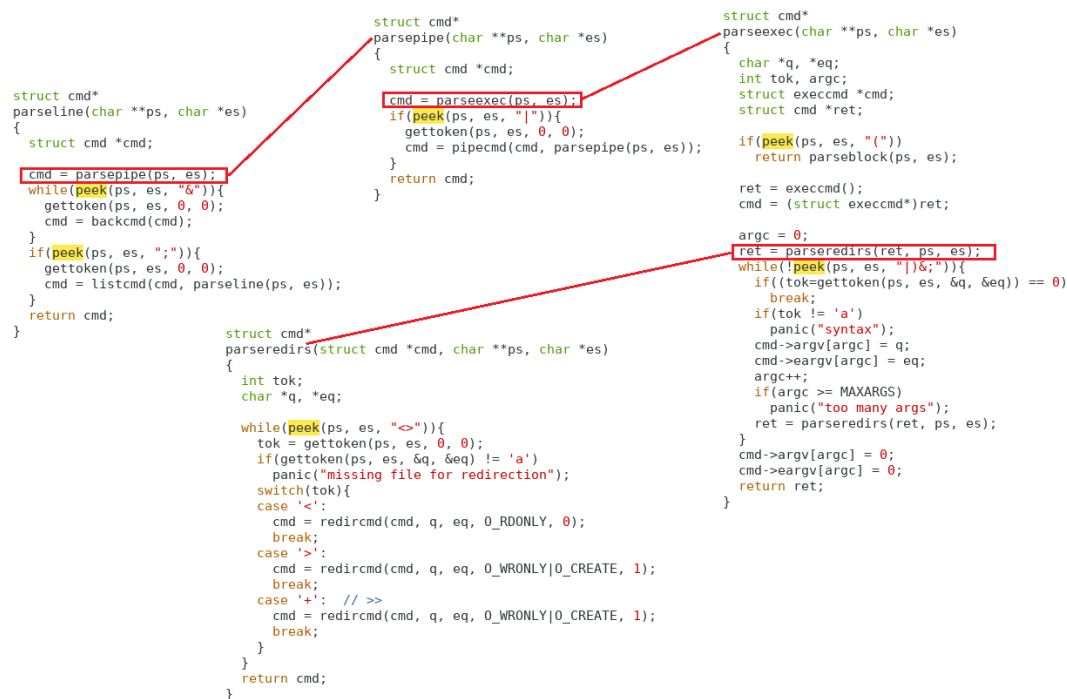 struct cmd*
parseline(char **ps, char *es)
{
  struct cmd *cmd;

  cmd = parsepipe(ps, es);
  while(peek(ps, es, "&")){
    gettoken(ps, es, 0, 0);
    cmd = backcmd(cmd);
  }
  if(peek(ps, es, ";")){
    gettoken(ps, es, 0, 0);
    cmd = listcmd(cmd, parseline(ps, es));
  }
  return cmd;
}
struct cmd*
parsepipe(char **ps, char *es)
{
  struct cmd *cmd;

  cmd = parseexec(ps, es);
  if(peek(ps, es, "|")){
    gettoken(ps, es, 0, 0);
    cmd = pipecmd(cmd, parsepipe(ps, es));
  }
  return cmd;
}
struct cmd*
parseexec(char **ps, char *es)
{
  char *q, *eq;
  int tok, argc;
  struct execcmd *cmd;
  struct cmd *ret;

  if(peek(ps, es, "("))
    return parseblock(ps, es);

  ret = execcmd();
  cmd = (struct execcmd*)ret;

  argc = 0;
  ret = parseredirs(ret, ps, es);
  while(!peek(ps, es, "|)&;")){
    if((tok=gettoken(ps, es, &q, &eq)) == 0)
      break;
    if(tok != 'a')
      panic("syntax");
    cmd->argv[argc] = q;
    cmd->eargv[argc] = eq;
    argc++;
    if(argc >= MAXARGS)
      panic("too many args");
    ret = parseredirs(ret, ps, es);
  }
  cmd->argv[argc] = 0;
  cmd->eargv[argc] = 0;
  return ret;
}
struct cmd*
parseredirs(struct cmd *cmd, char **ps, char *es)
{
  int tok;
  char *q, *eq;

  while(peek(ps, es, "<>")){
    tok = gettoken(ps, es, 0, 0);
    if(gettoken(ps, es, &q, &eq) != 'a')
      panic("missing file for redirection");
    switch(tok){
    case '<':
      cmd = redircmd(cmd, q, eq, O_RDONLY, 0);
      break;
    case '>':
      cmd = redircmd(cmd, q, eq, O_WRONLY|O_CREATE, 1);
      break;
    case '+':  // >>
      cmd = redircmd(cmd, q, eq, O_WRONLY|O_CREATE, 1);
      break;
    }
  }
  return cmd;
}